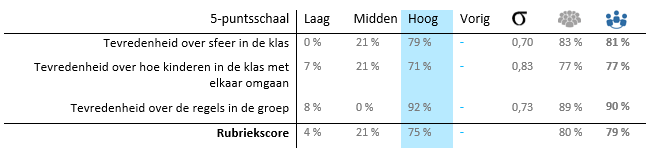 5-puntsschaal Laag Midden Hoog Vorig σ
Tevredenheid over sfeer in de klas 0 % 21 % 79 % - 0,70 83 % 81 %
Tevredenheid over hoe kinderen in de klas met 7 % 21 % 71 % - 0,83 77 % 77 %
elkaar omgaan
Tevredenheid over de regels in de groep 8 % 0 % 92 % - 0,73 89 % 90 %
Rubriekscore 4 % 21 % 75 % - 80 % 79 %